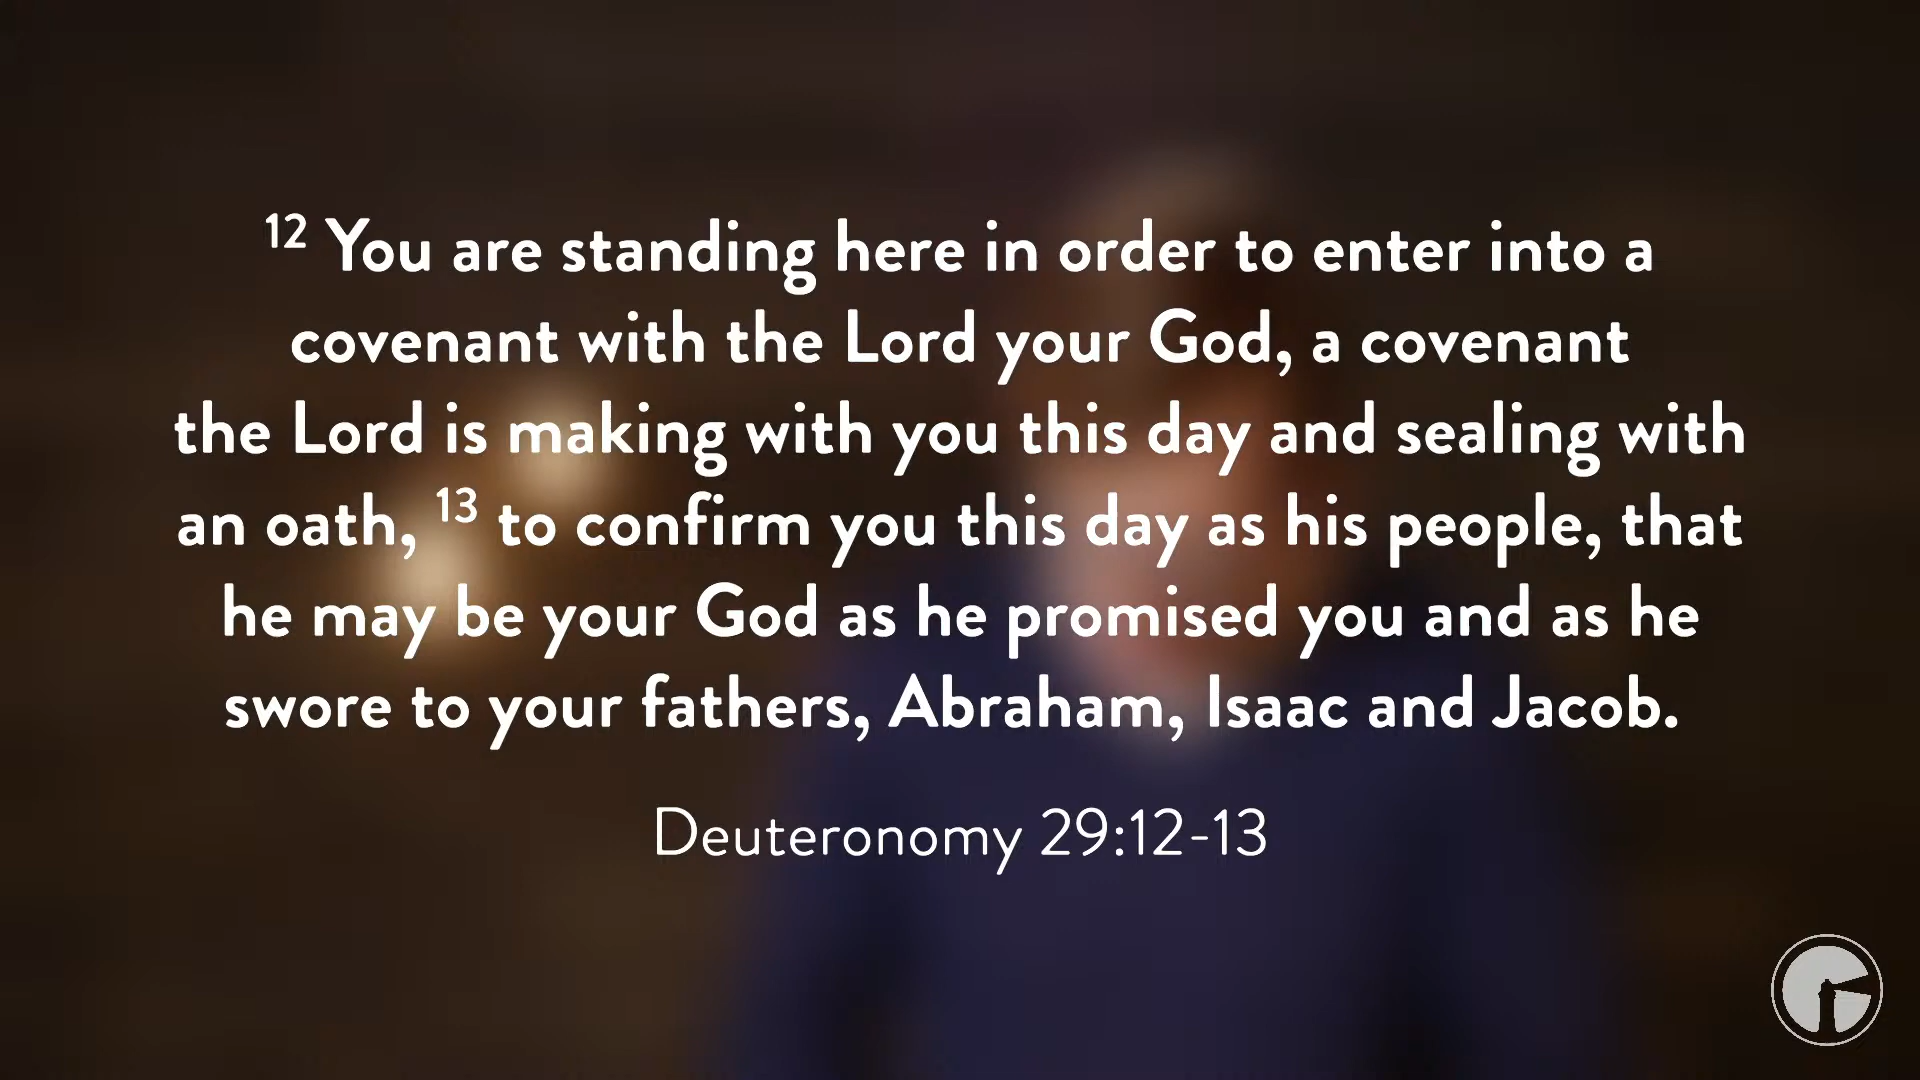 12 You are standing here in order to enter into a
covenant with the Lord your God, a covenant
the Lord is making with you this day and sealing with
an oath, 13 to confirm you this day as his people, that
he may be your God as he promised you and as he
swore to your fathers, Abraham, Isaac and Jacob.
Deuteronomy 29:12-13